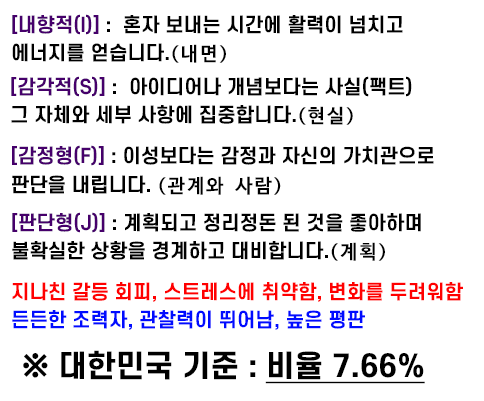 [내향적(I)] : 혼자 보내는 시간에 활력이 넘치고
에너지를 얻습니다.(내면)
[감각적(S)] : 아이디어나 개념보다는 사실(팩트)
그 자체와 세부 사항에 집중합니다.(현실)
[감정형(F)] : 이성보다는 감정과 자신의 가치관으로
판단을 내립니다. (관계와 사람)
[판단형(J)] : 계획되고 정리정돈 된 것을 좋아하며
불확실한 상황을 경계하고 대비합니다.(계획)
지나친 갈등 회피, 스트레스에 취약함, 변화를 두려워함
든든한 조력자, 관찰력이 뛰어남, 높은 평판
※ 대한민국 기준 : 비율 7.66%